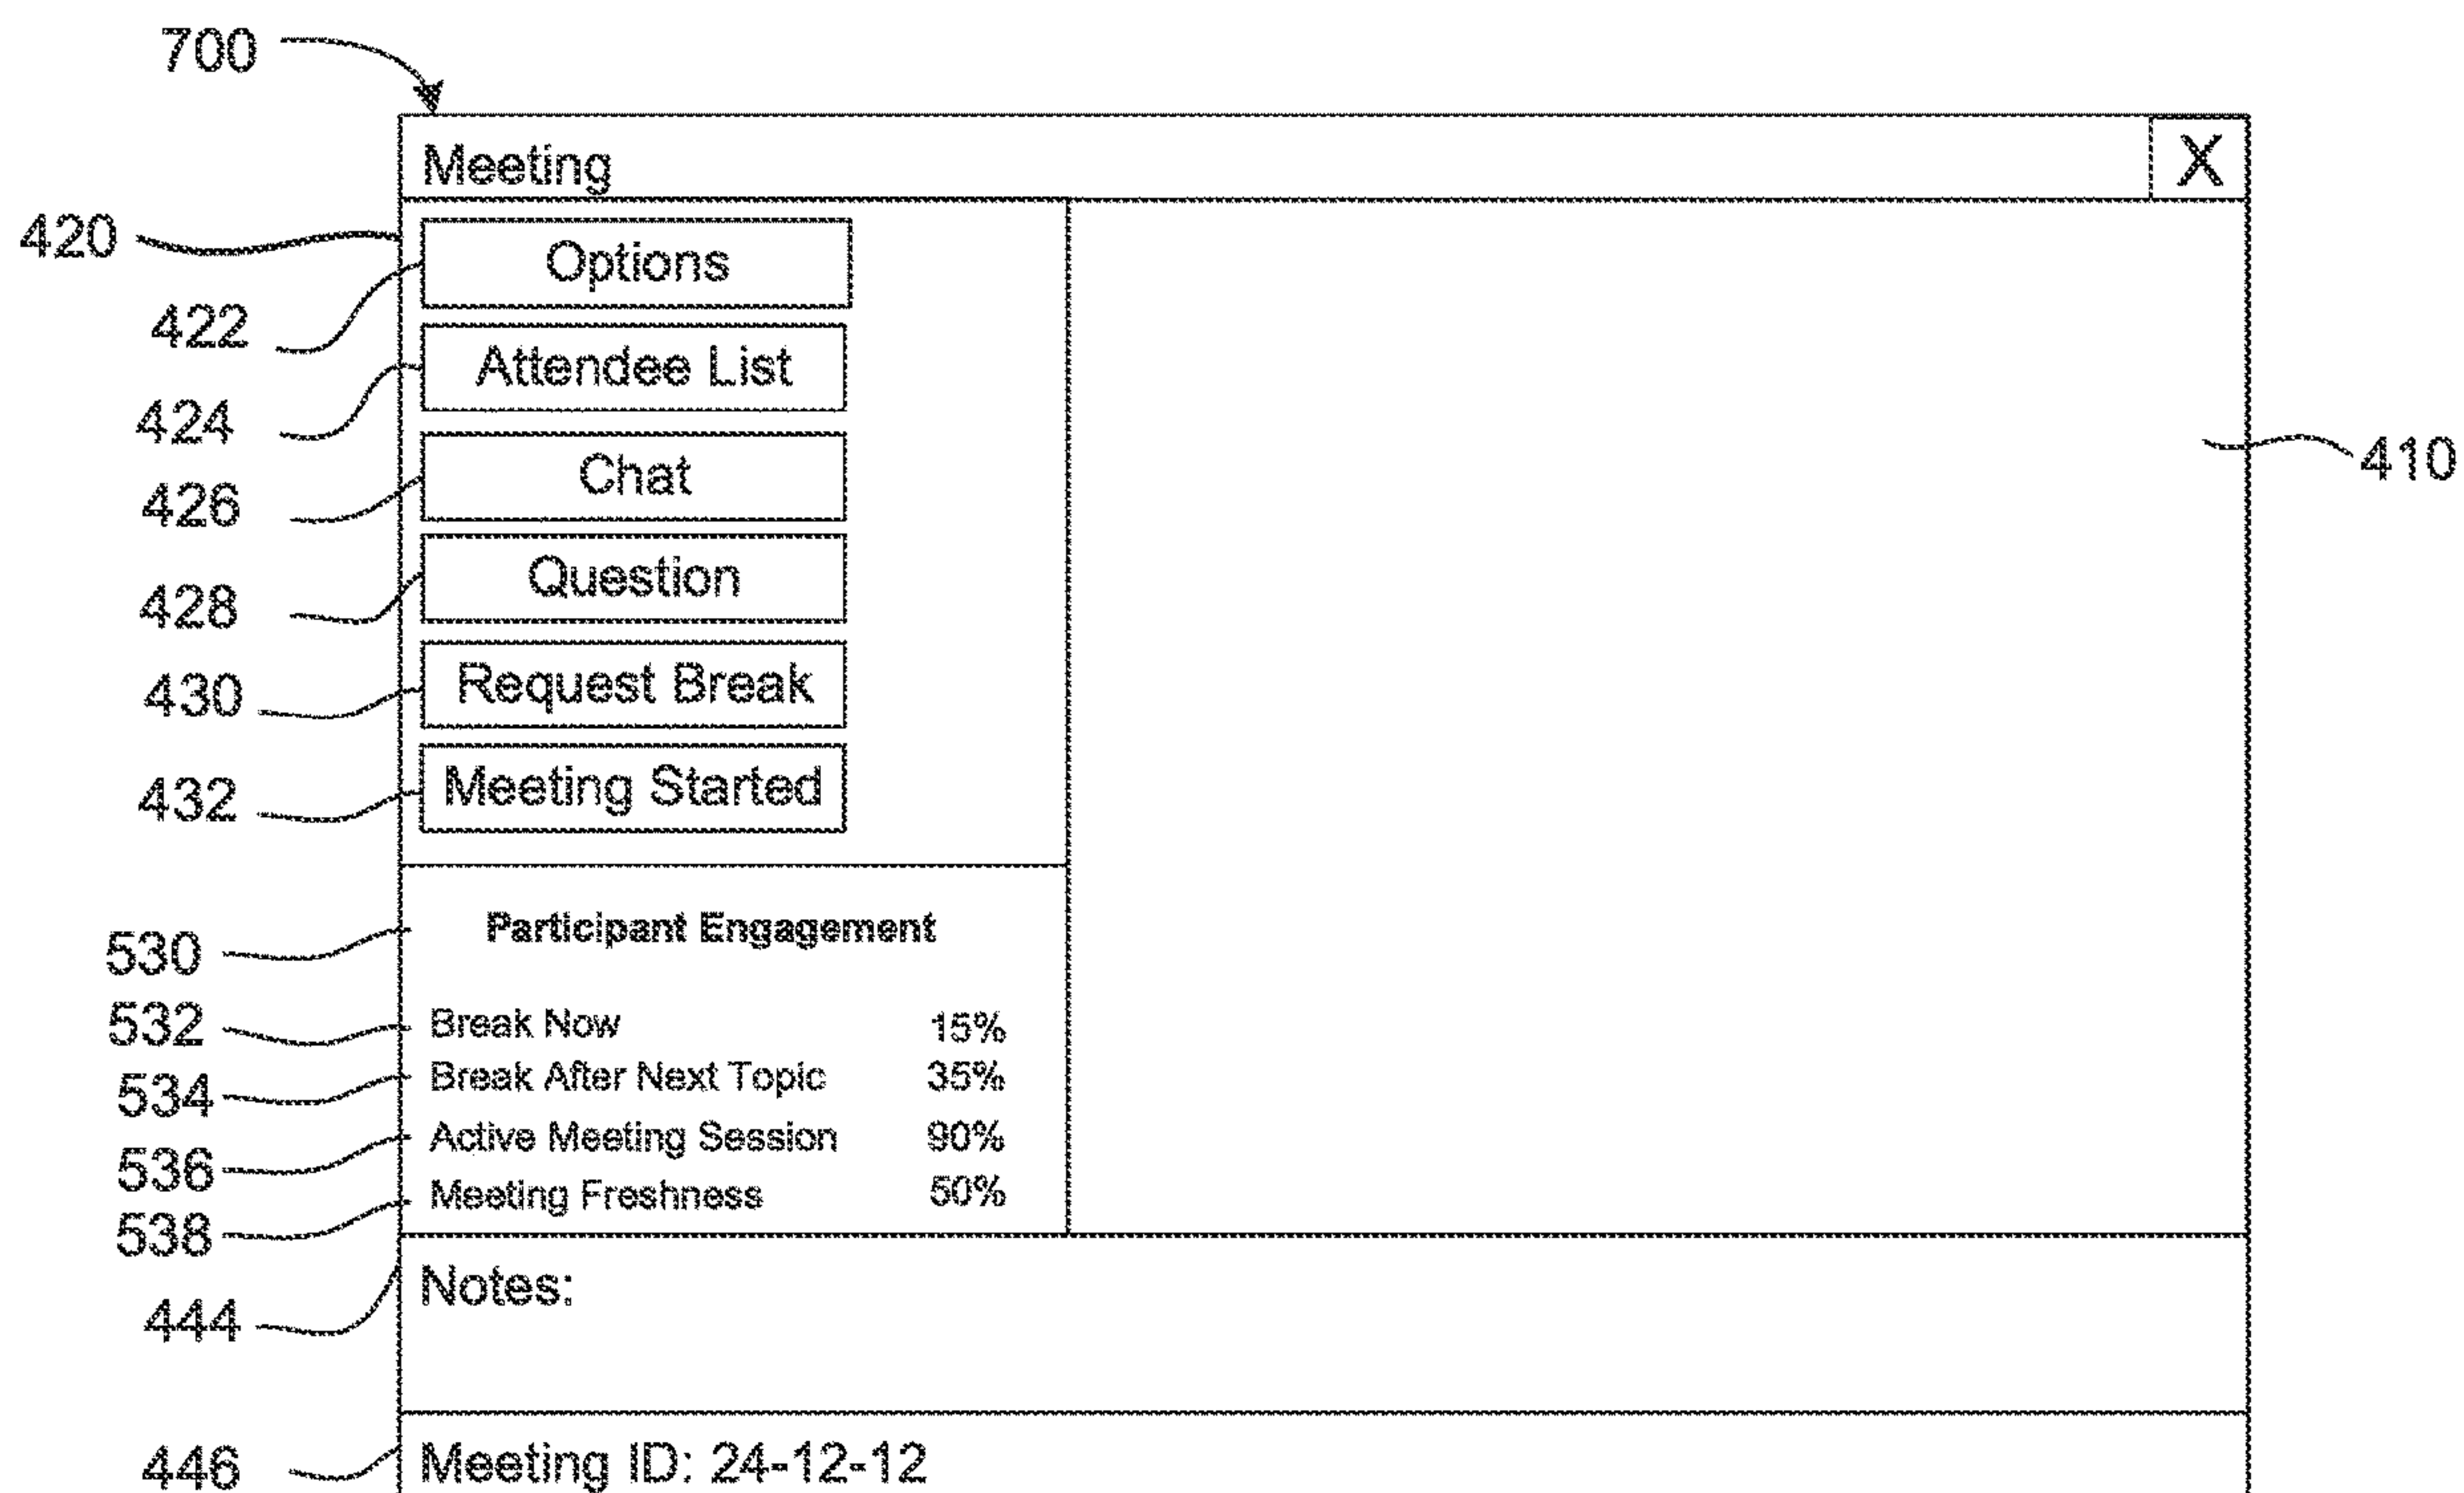 700
Meeting X
420
Options
422
Attendee List
424
410
Chat
426
Question
428
Request Break
430
Meeting Started
432
Participant Engagement
530
532 Break Now 15%
534 Break After Next Topic 35%
536 Active Meeting Session 90%
538 Meeting Freshness 50%
Notes:
444
446 Meeting ID: 24-12-12